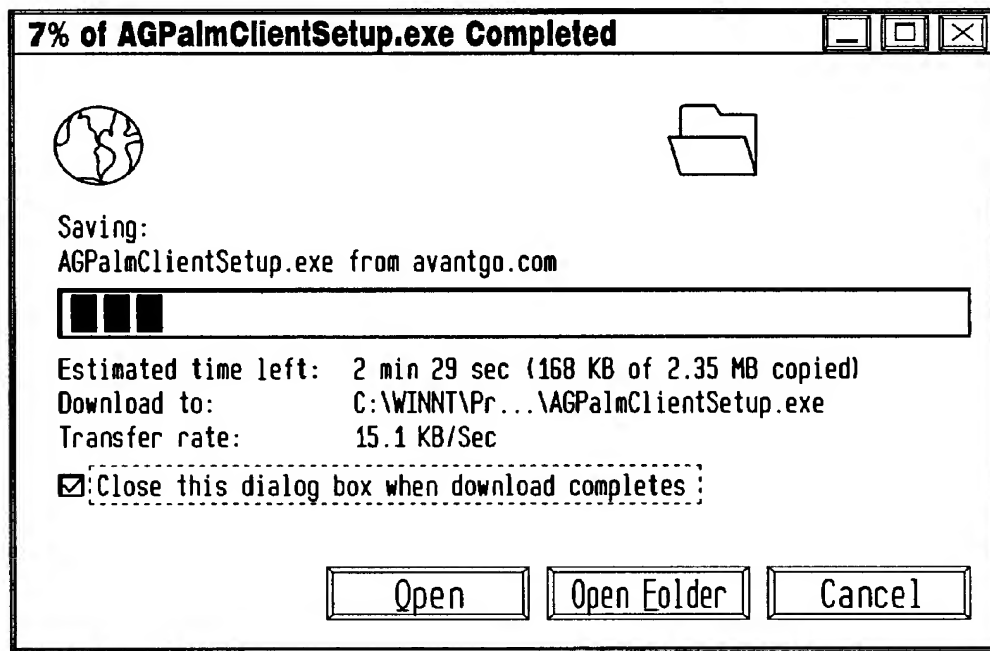 7% of AGPalmClientSetup.exe Completed
Saving:
AGPalmClientSetup.exe from avantgo.com
Estimated time left: 2 min 29 sec (168 KB of 2.35 MB copied)
Download to: C:\WINNT\Pr...\AGPalmClientSetup.exe
Transfer rate: 15.1 KB/Sec
Close this dialog box when download completes
Open Open Folder Cancel